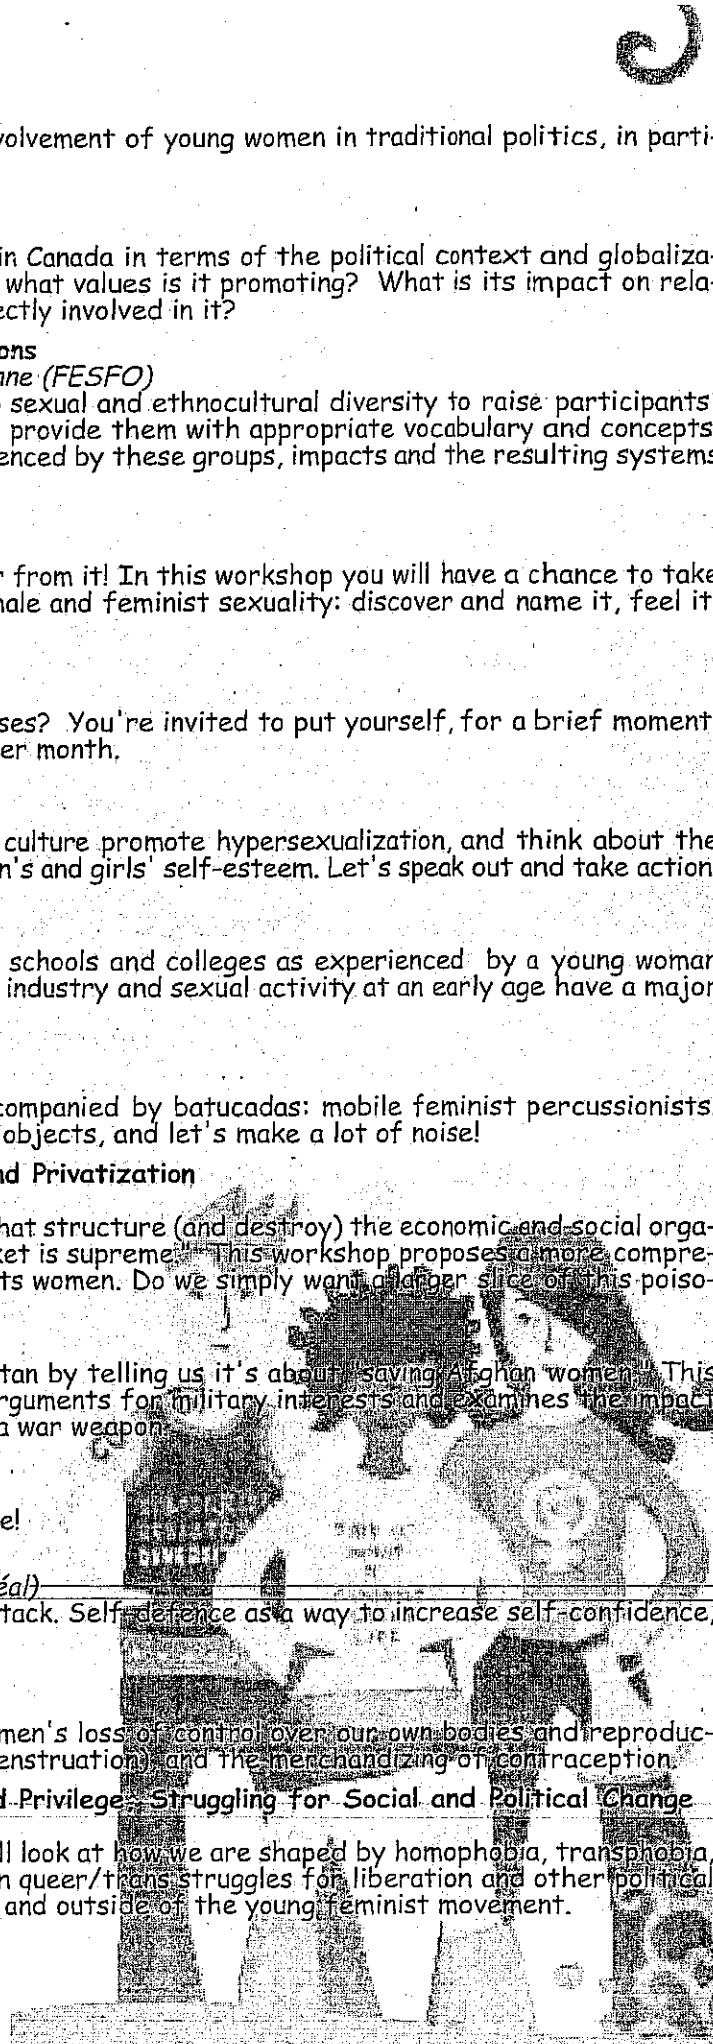 volvement of young women in traditional politics, in parti-
in Canada in terms of the political context and globaliza-
what values is it promoting? What is its impact on rela-
ectly involved in it?
ons
nne (FESFO)
sexual and ethnocultural diversity to raise participants'
provide them with appropriate vocabulary and concepts
enced by these groups, impacts and the resulting systems
r from it! In this workshop you will have a chance to take
nale and feminist sexuality: discover and name it, feel it
ses? You're invited to put yourself, for a brief moment
er month.
culture promote hypersexualization, and think about the
n's and girls' self-esteem. Let's speak out and take action
schools and colleges as experienced by a young woman
industry and sexual activity at an early age have a major
companied by batucadas: mobile feminist percussionists.
objects, and let's make a lot of noise!
nd Privatization
hat structure (and destroy) the economic and social orga-
ket is supreme". This workshop proposes a more compre-
ts women. Do we simply want a larger slice of this poiso-
tan by telling us it's about "saving Afghan women." This
rguments for military interests and examines the impact
a war weapon.
e!
éal)
tack. Self-defence as a way to increase self-confidence,
men's loss of control over our own bodies and reproduc-
enstruation) and the merchandizing of contraception.
d Privilege: Struggling for Social and Political Change
ll look at how we are shaped by homophobia, transphobia,
n queer/trans struggles for liberation and other political
and outside of the young feminist movement.
LIFE